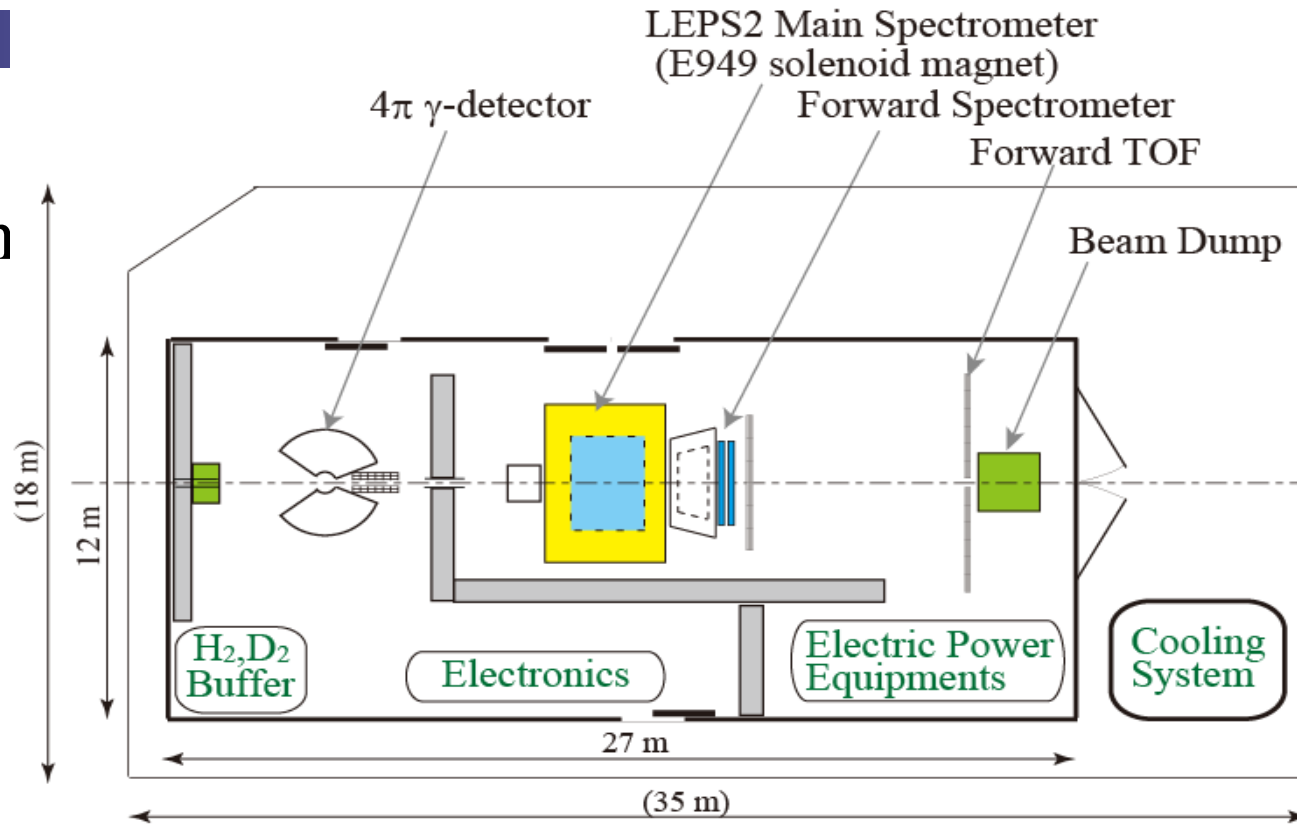 LEPS2 Main Spectrometer
(E949 solenoid magnet)
4π γ-detector
Forward Spectrometer
Forward TOF
Beam Dump
(18 m)
12 m
H₂,D₂
Buffer
Electronics
Electric Power
Equipments
Cooling
System
27 m
(35 m)